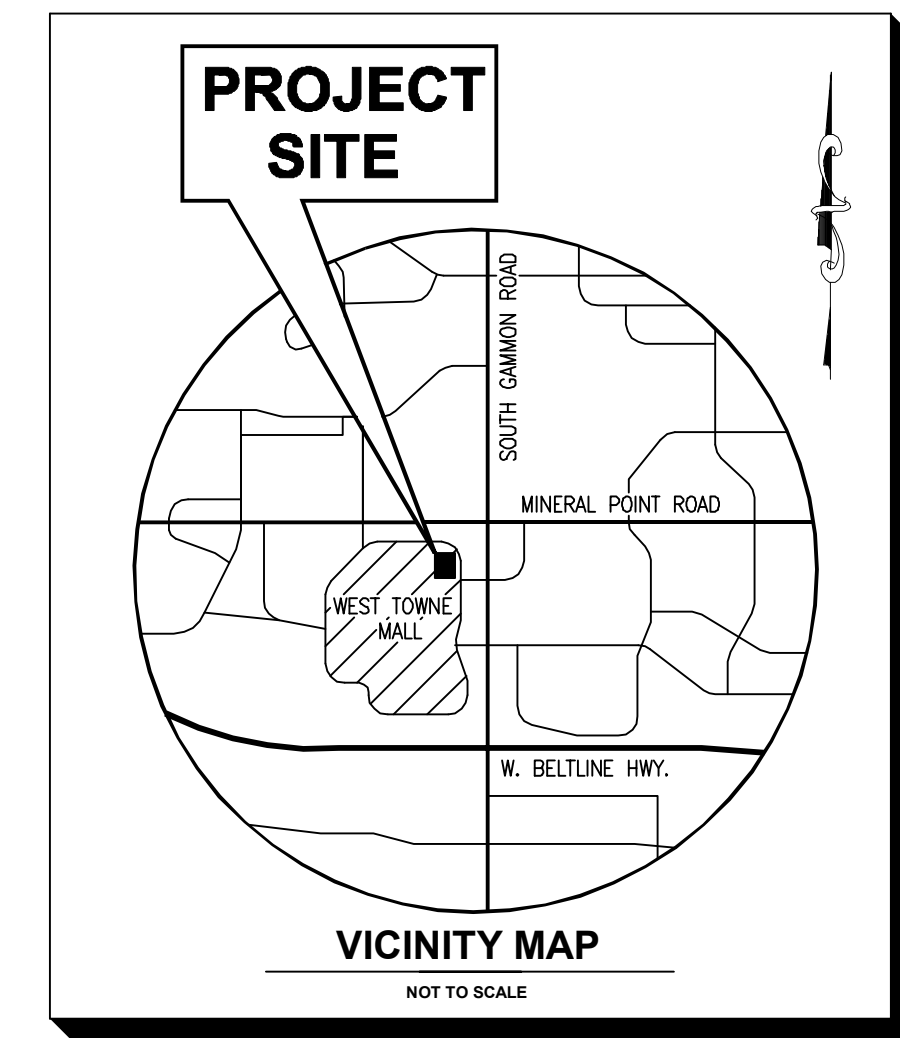 PROJECT
SITE
SOUTH GAMMON ROAD
MINERAL POINT ROAD
WEST TOWNE
MALL
W. BELTLINE HWY.
VICINITY MAP
NOT TO SCALE